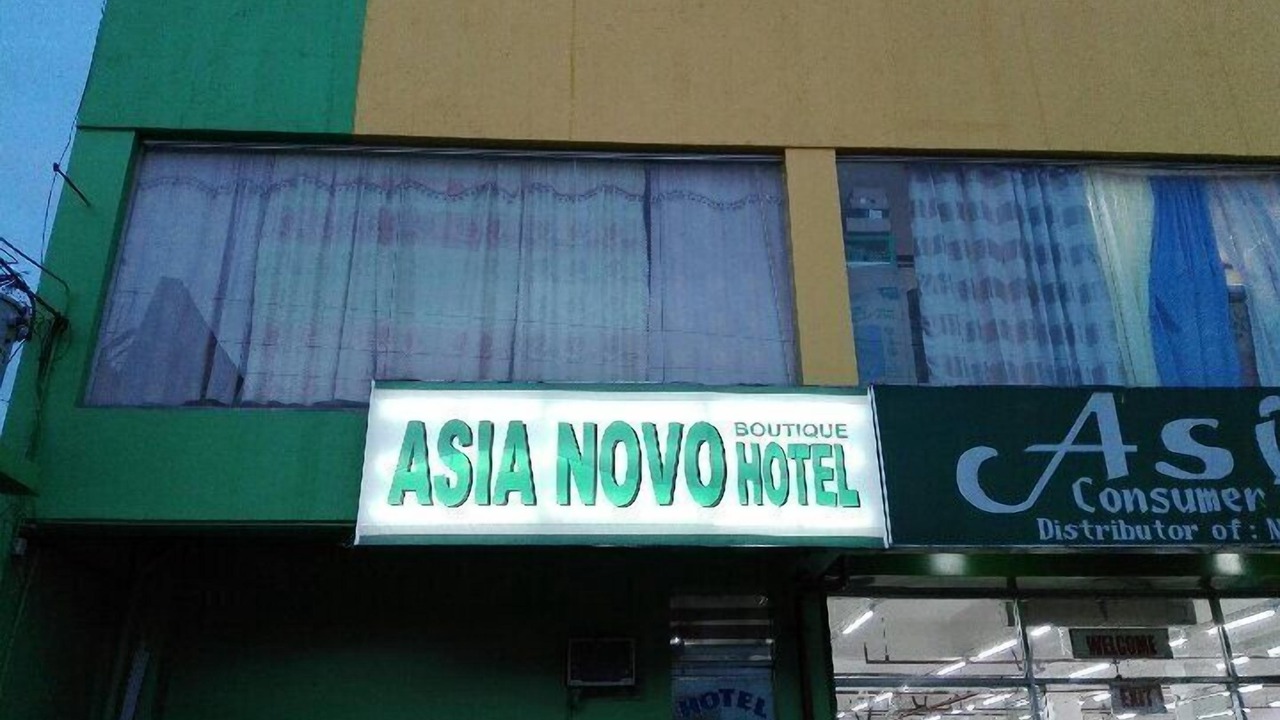 ASIA NOVO BOUTIQUE HOTEL
Consumer
Distributor of:
WELCOME
EXIT
HOTEL